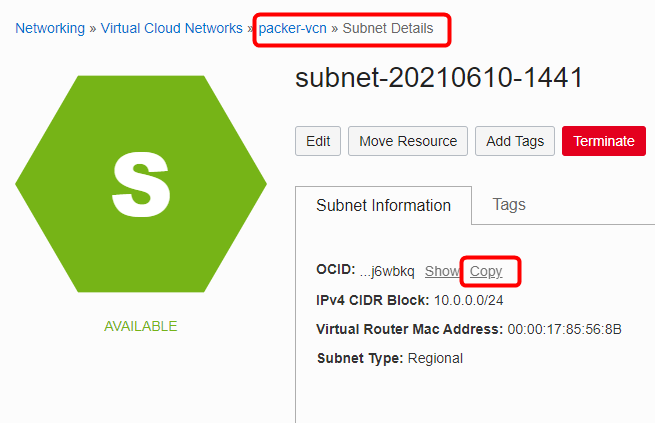 Networking » Virtual Cloud Networks » packer-vcn » Subnet Details
subnet-20210610-1441
S
Edit Move Resource Add Tags Terminate
Subnet Information Tags
OCID: ...j6wbkq Show Copy
IPv4 CIDR Block: 10.0.0.0/24
AVAILABLE
Virtual Router Mac Address: 00:00:17:85:56:8B
Subnet Type: Regional